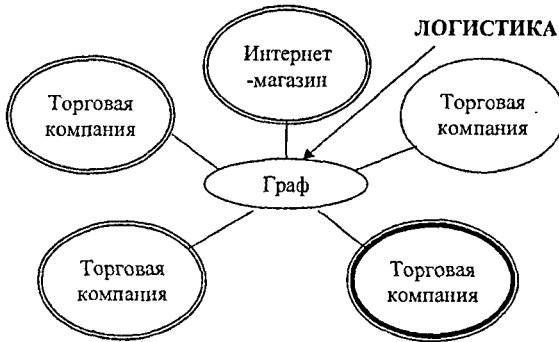 ЛОГИСТИКА
Интернет
-магазин
Торговая
компания
Торговая
компания
Граф
Торговая
компания
Торговая
компания